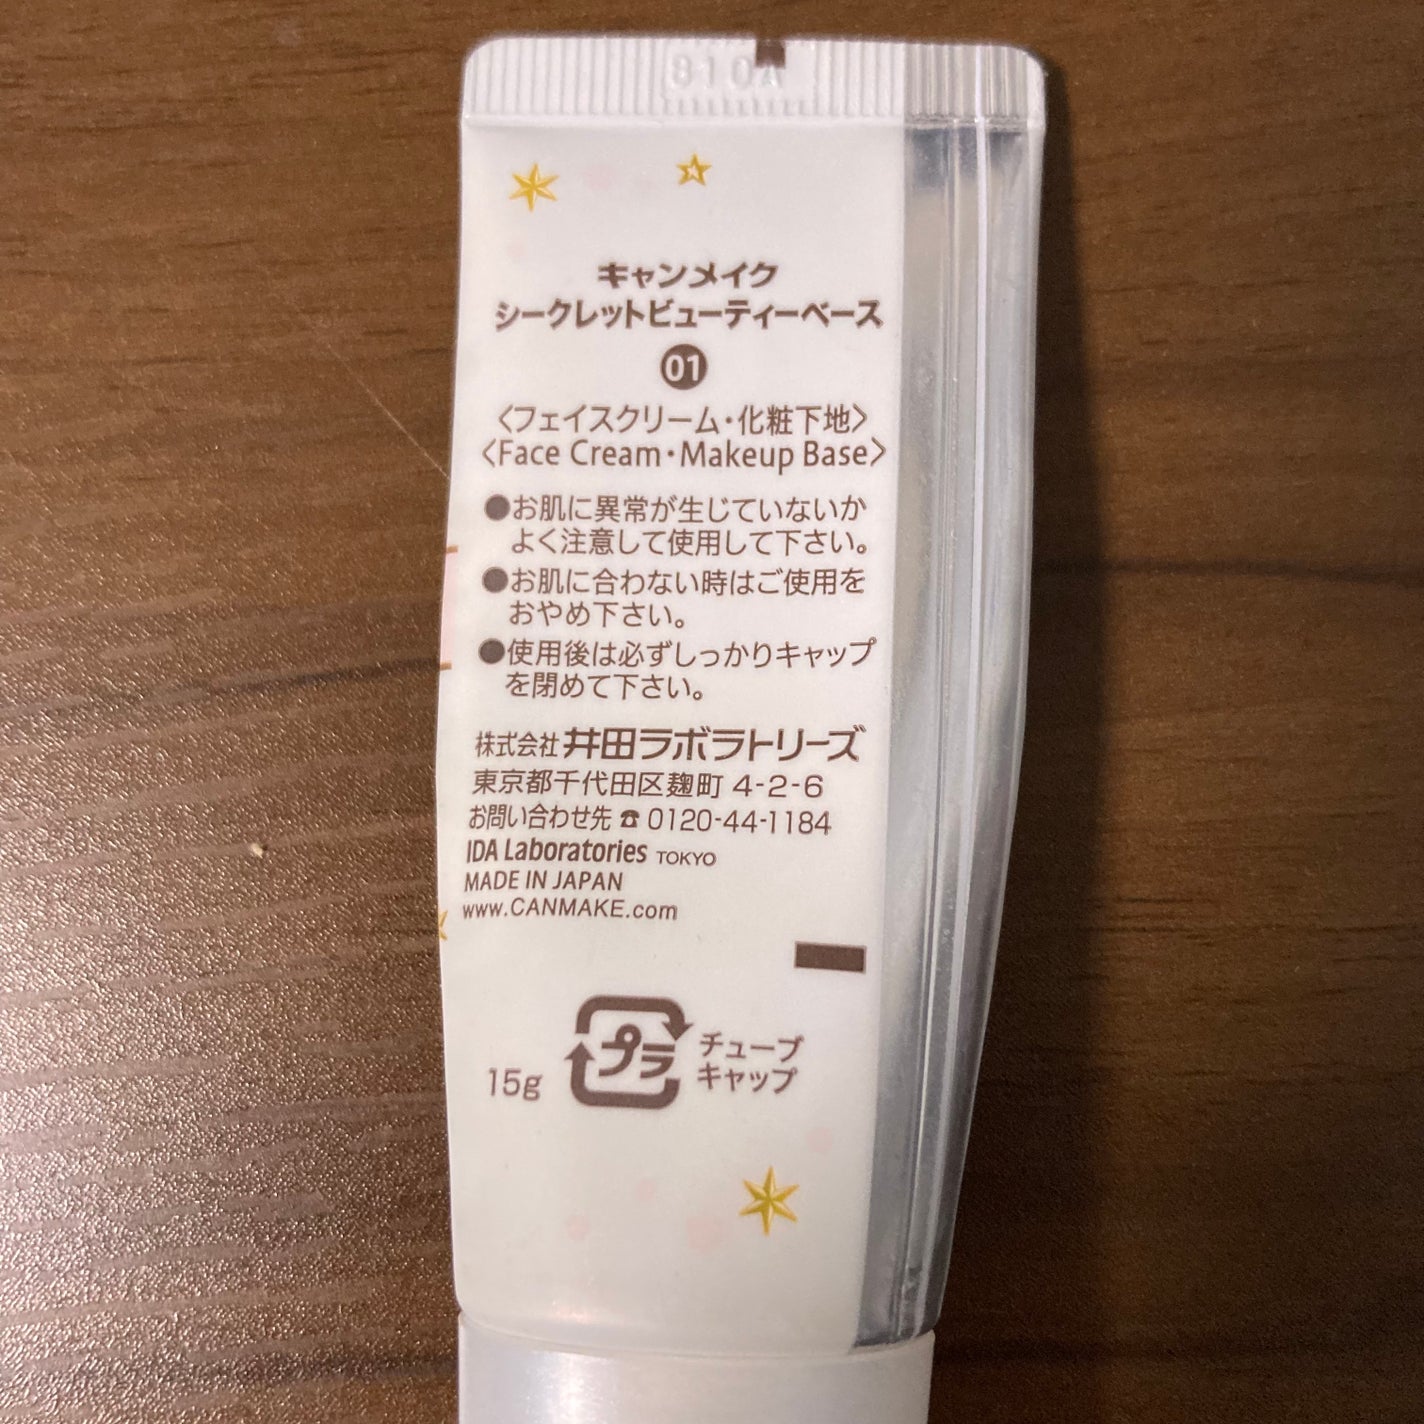 810A
キャンメイク
シークレットビューティーベース
01
〈フェイスクリーム・化粧下地〉
〈Face Cream・Makeup Base〉
●お肌に異常が生じていないか
よく注意して使用して下さい。
●お肌に合わない時はご使用を
おやめ下さい。
●使用後は必ずしっかりキャップ
を閉めて下さい。
株式会社 井田ラボラトリーズ
東京都千代田区麹町 4-2-6
お問い合わせ先 ☎ 0120-44-1184
IDA Laboratories TOKYO
MADE IN JAPAN
www.CANMAKE.com
15g
プラ
チューブ
キャップ